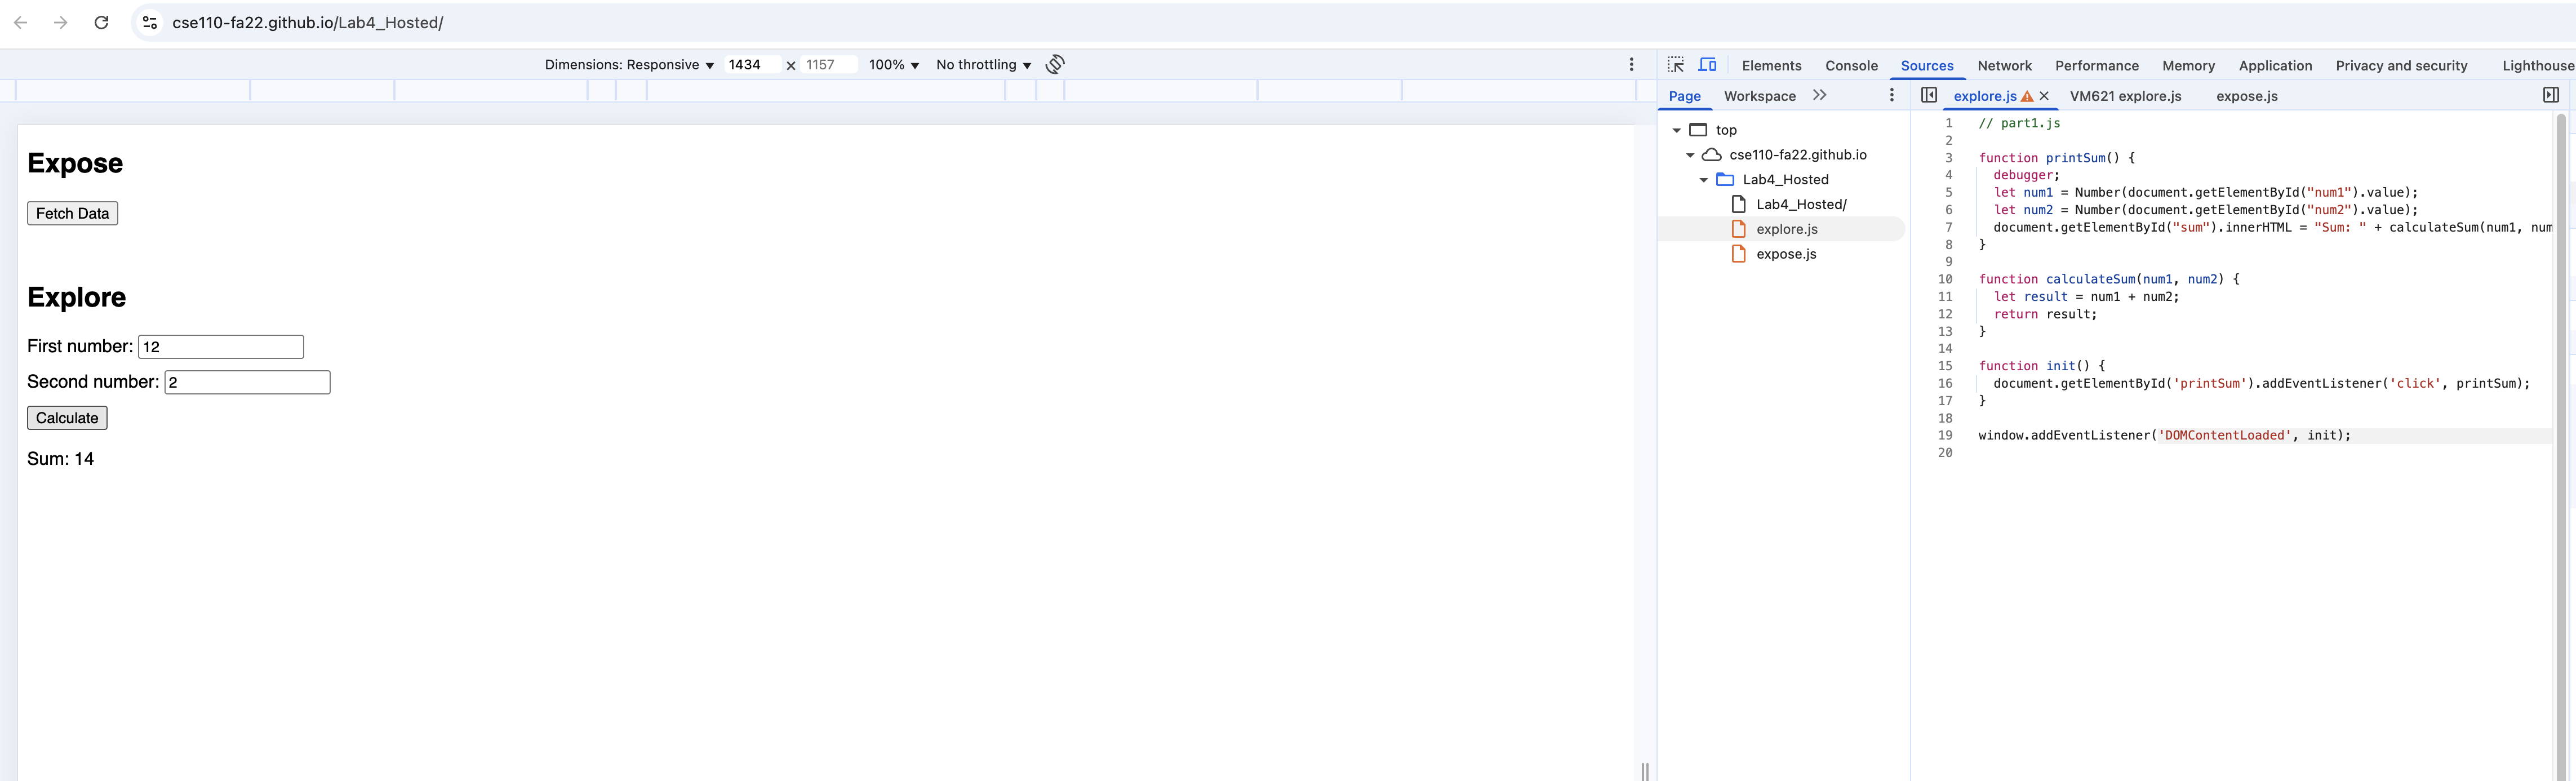 cse110-fa22.github.io/Lab4_Hosted/
Dimensions: Responsive 1434 x 1157 100% No throttling
Elements Console Sources Network Performance Memory Application Privacy and security Lighthouse
Page Workspace
explore.js VM621 explore.js expose.js
Expose
Fetch Data
Explore
First number: 12
Second number: 2
Calculate
Sum: 14
top
cse110-fa22.github.io
Lab4_Hosted
Lab4_Hosted/
explore.js
expose.js
1 // part1.js
2
3 function printSum() {
4 debugger;
5 let num1 = Number(document.getElementById("num1").value);
6 let num2 = Number(document.getElementById("num2").value);
7 document.getElementById("sum").innerHTML = "Sum: " + calculateSum(num1, num
8 }
9
10 function calculateSum(num1, num2) {
11 let result = num1 + num2;
12 return result;
13 }
14
15 function init() {
16 document.getElementById('printSum').addEventListener('click', printSum);
17 }
18
19 window.addEventListener('DOMContentLoaded', init);
20